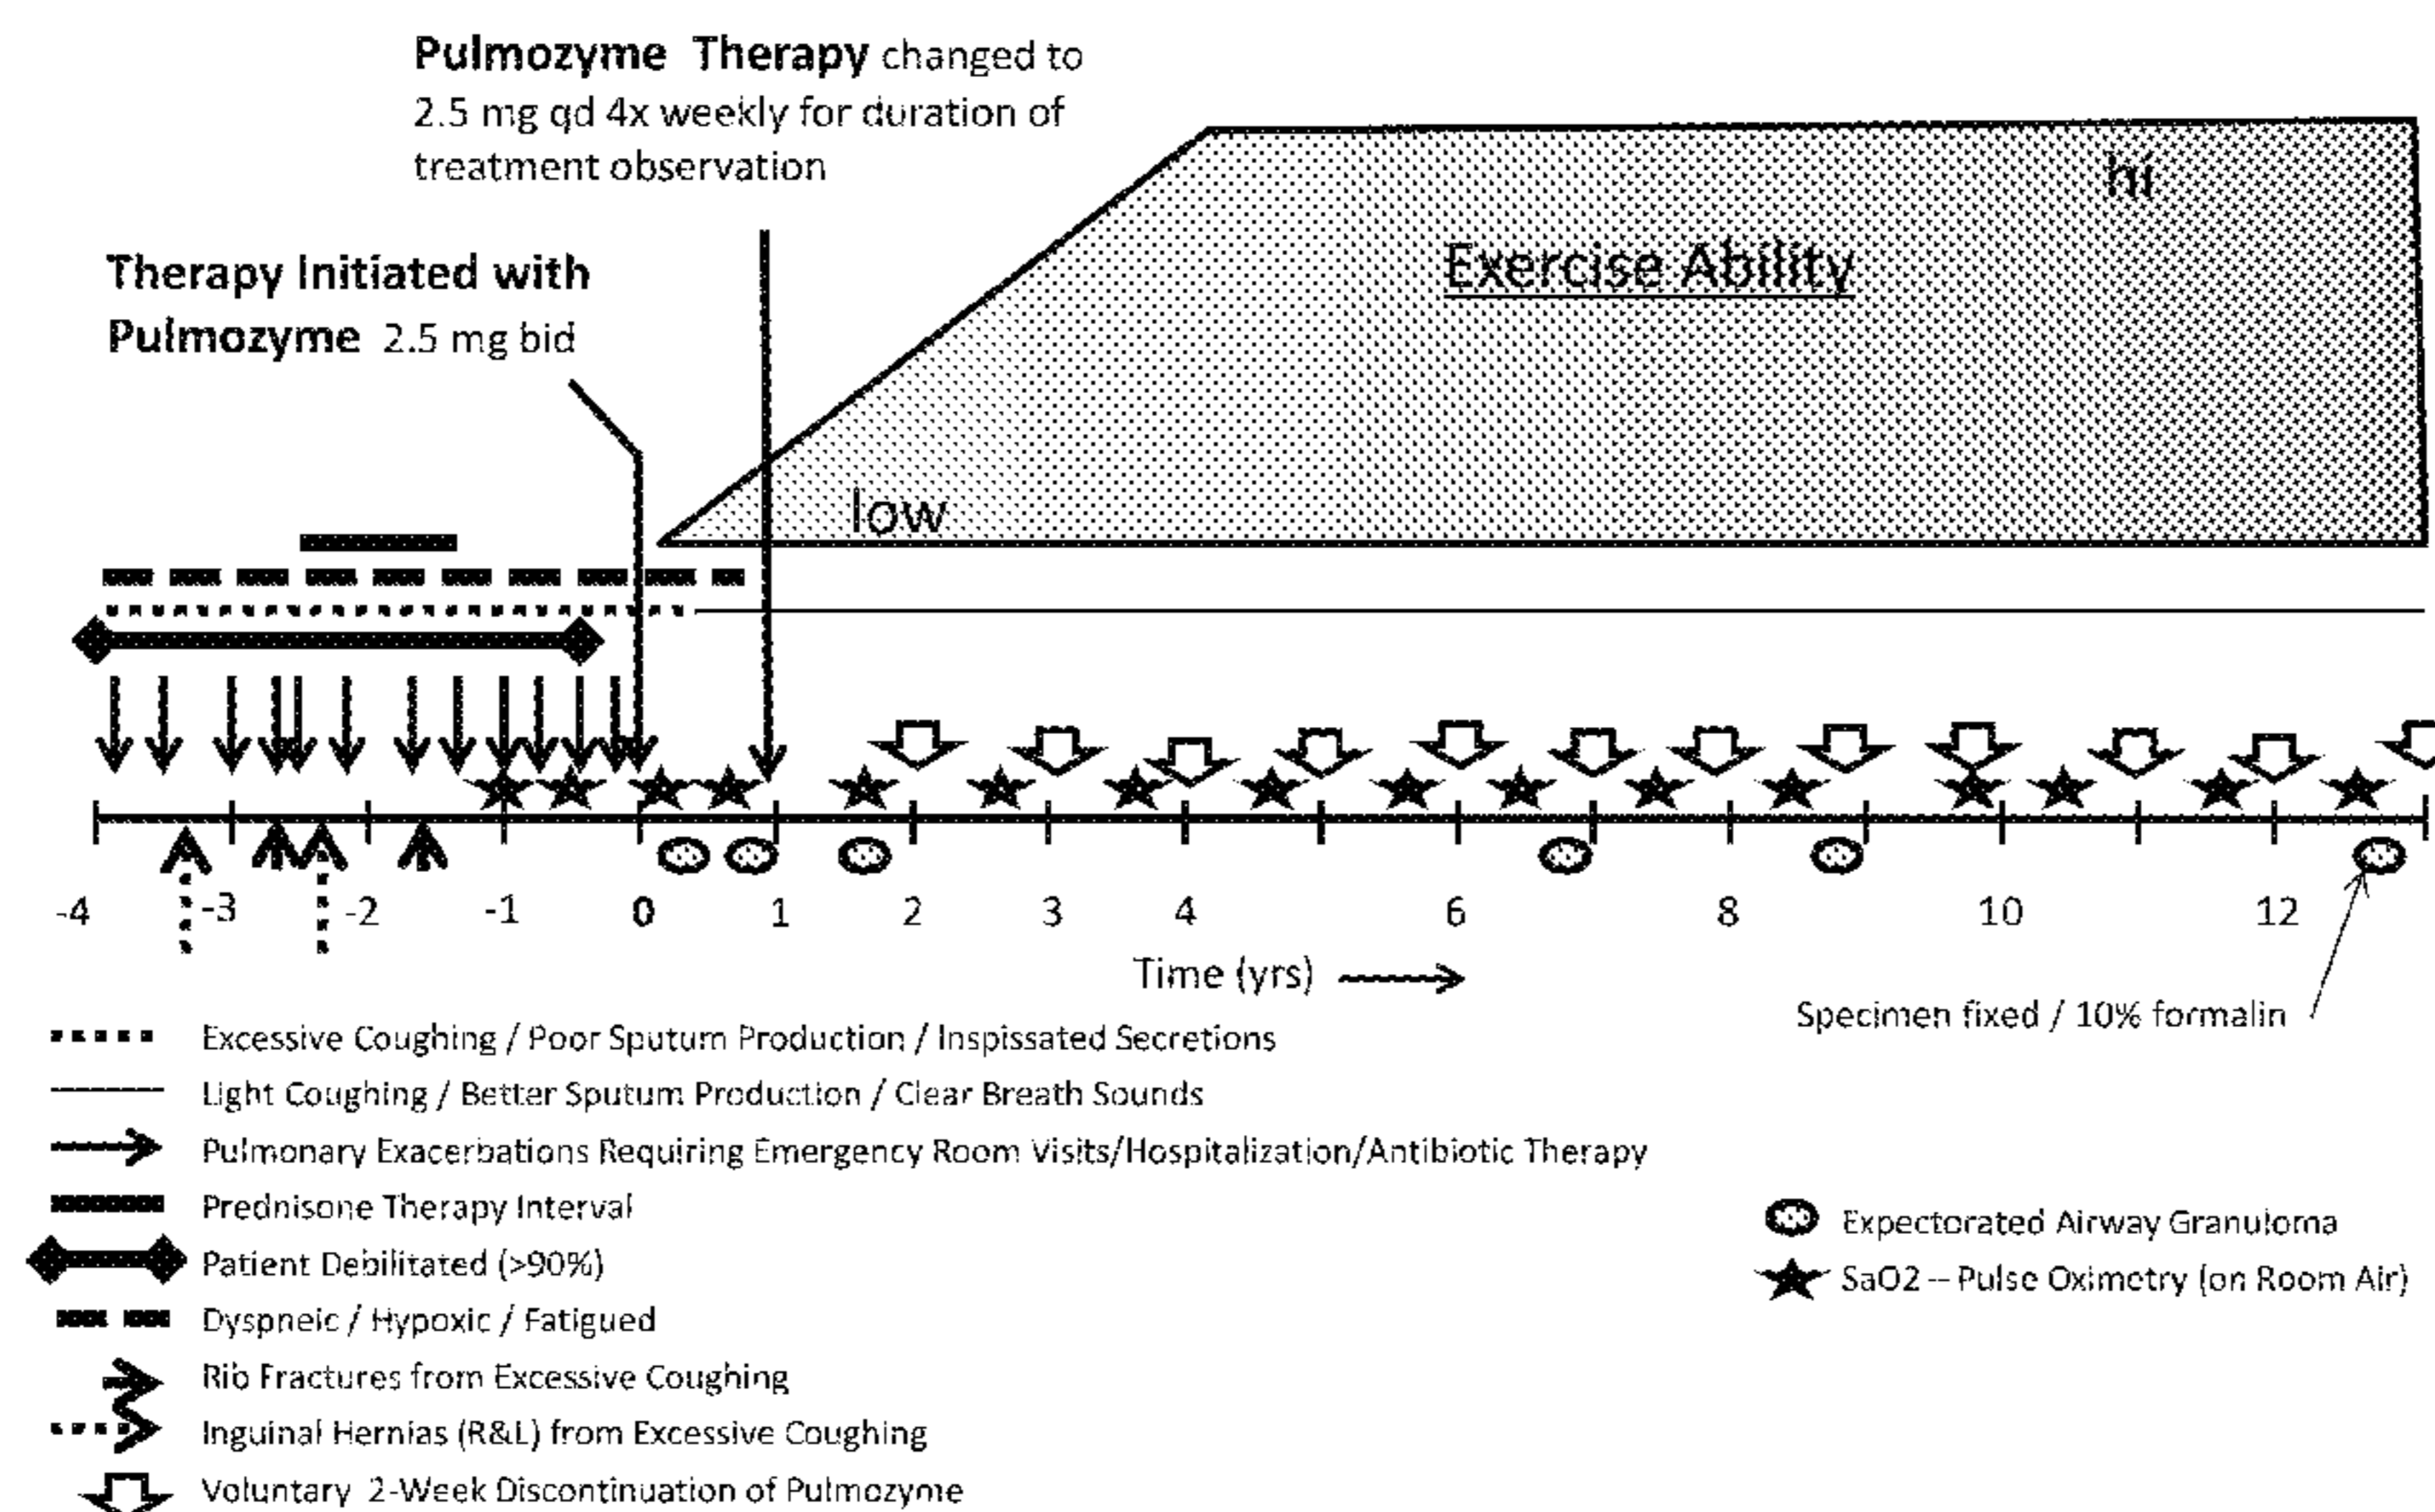 Pulmozyme Therapy changed to
2.5 mg qd 4x weekly for duration of
treatment observation
Therapy Initiated with
Pulmozyme 2.5 mg bid
hi
Exercise Ability
low
-4 -3 -2 -1 0 1 2 3 4 6 8 10 12
Time (yrs)
Specimen fixed / 10% formalin
Excessive Coughing / Poor Sputum Production / Inspissated Secretions
Light Coughing / Better Sputum Production / Clear Breath Sounds
Pulmonary Exacerbations Requiring Emergency Room Visits/Hospitalization/Antibiotic Therapy
Prednisone Therapy Interval
Patient Debilitated (>90%)
Dyspneic / Hypoxic / Fatigued
Rib Fractures from Excessive Coughing
Inguinal Hernias (R&L) from Excessive Coughing
Voluntary 2-Week Discontinuation of Pulmozyme
Expectorated Airway Granuloma
SaO2 – Pulse Oximetry (on Room Air)